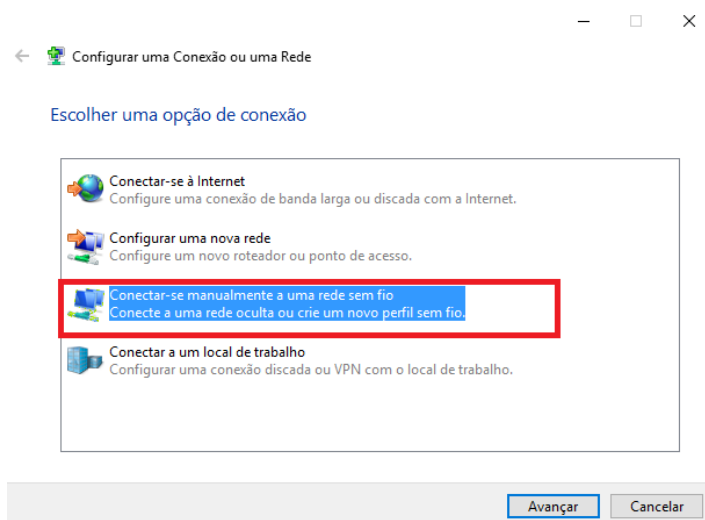 Configurar uma Conexão ou uma Rede
Escolher uma opção de conexão
Conectar-se à Internet
Configure uma conexão de banda larga ou discada com a Internet.
Configurar uma nova rede
Configure um novo roteador ou ponto de acesso.
Conectar-se manualmente a uma rede sem fio
Conecte a uma rede oculta ou crie um novo perfil sem fio.
Conectar a um local de trabalho
Configurar uma conexão discada ou VPN com o local de trabalho.
Avançar
Cancelar